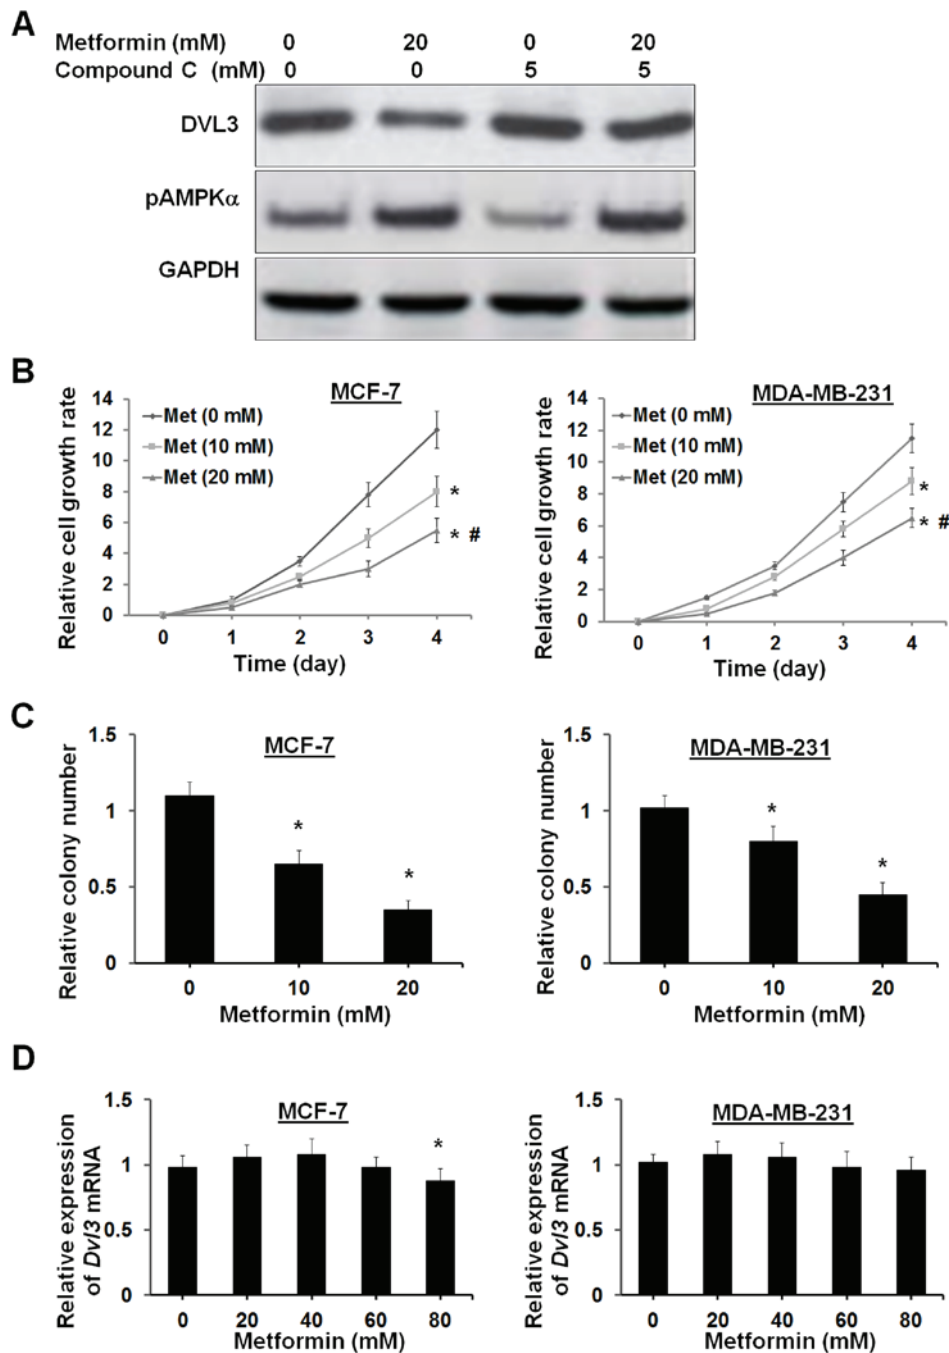 A
Metformin (mM) 0 20 0 20
Compound C (mM) 0 0 5 5
DVL3
pAMPKα
GAPDH
B
MCF-7
Relative cell growth rate
14
12
10
8
6
4
2
0
Met (0 mM)
Met (10 mM)
Met (20 mM)
*
* #
0 1 2 3 4
Time (day)
MDA-MB-231
Relative cell growth rate
14
12
10
8
6
4
2
0
Met (0 mM)
Met (10 mM)
Met (20 mM)
*
* #
0 1 2 3 4
Time (day)
C
MCF-7
Relative colony number
1.5
1
0.5
0
*
*
0 10 20
Metformin (mM)
MDA-MB-231
Relative colony number
1.5
1
0.5
0
*
*
0 10 20
Metformin (mM)
D
MCF-7
Relative expression
of Dvl3 mRNA
1.5
1
0.5
0
*
0 20 40 60 80
Metformin (mM)
MDA-MB-231
Relative expression
of Dvl3 mRNA
1.5
1
0.5
0
0 20 40 60 80
Metformin (mM)